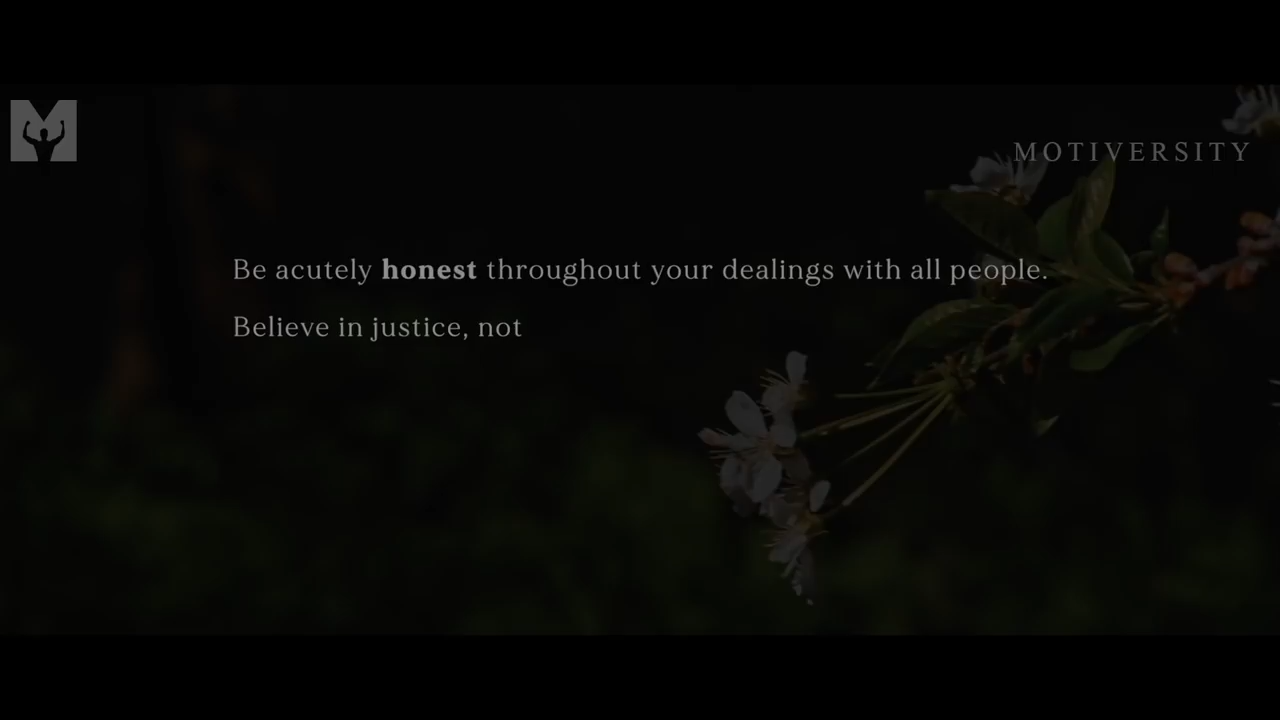 MOTIVERSITY
Be acutely honest throughout your dealings with all people.
Believe in justice, not